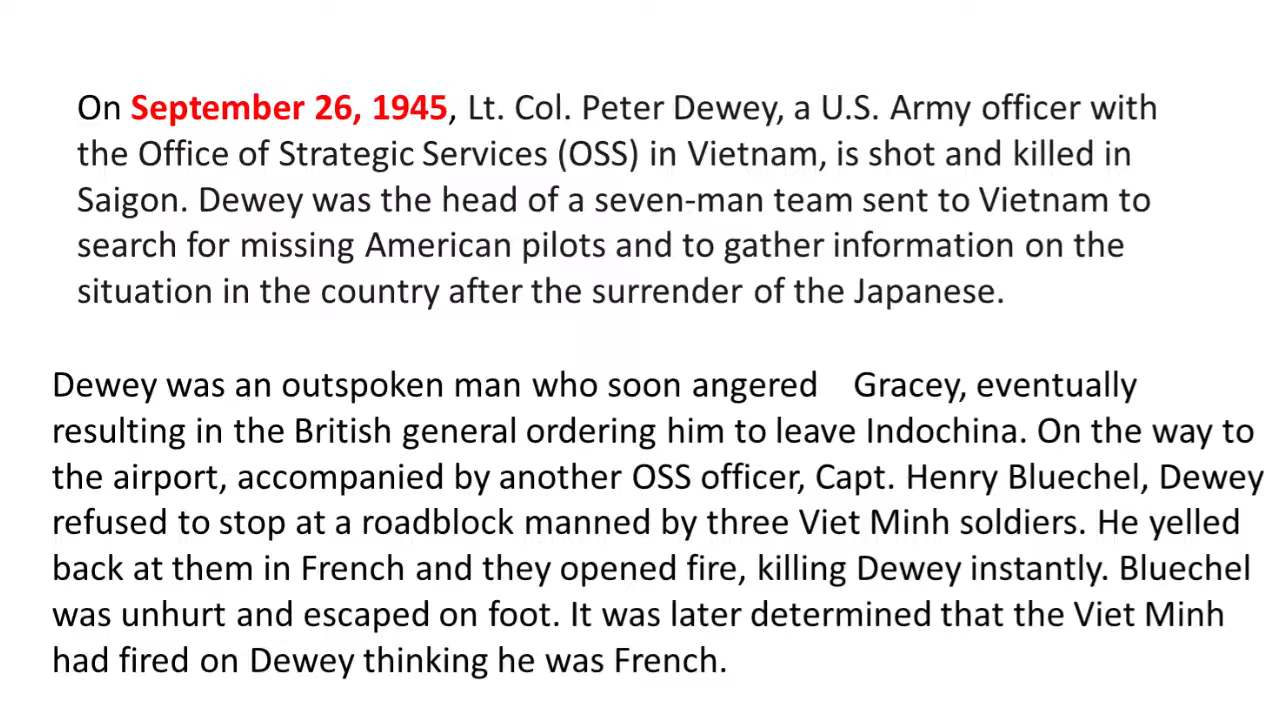 On September 26, 1945, Lt. Col. Peter Dewey, a U.S. Army officer with
the Office of Strategic Services (OSS) in Vietnam, is shot and killed in
Saigon. Dewey was the head of a seven-man team sent to Vietnam to
search for missing American pilots and to gather information on the
situation in the country after the surrender of the Japanese.
Dewey was an outspoken man who soon angered Gracey, eventually
resulting in the British general ordering him to leave Indochina. On the way to
the airport, accompanied by another OSS officer, Capt. Henry Bluechel, Dewey
refused to stop at a roadblock manned by three Viet Minh soldiers. He yelled
back at them in French and they opened fire, killing Dewey instantly. Bluechel
was unhurt and escaped on foot. It was later determined that the Viet Minh
had fired on Dewey thinking he was French.